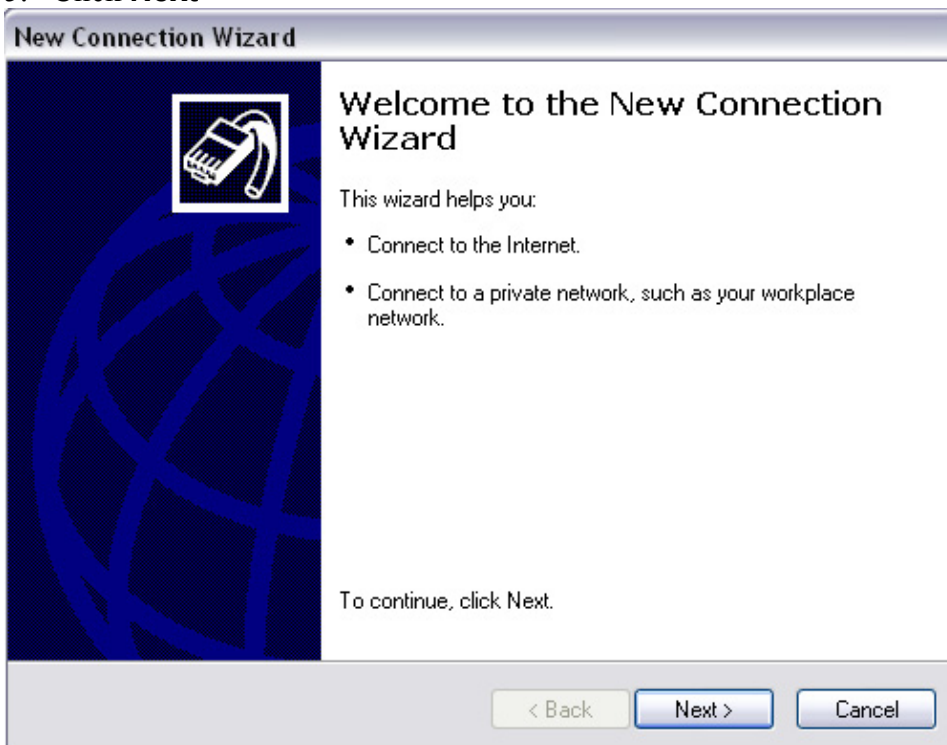 New Connection Wizard
Welcome to the New Connection
Wizard
This wizard helps you:
• Connect to the Internet.
• Connect to a private network, such as your workplace
network.
To continue, click Next.
< Back Next > Cancel